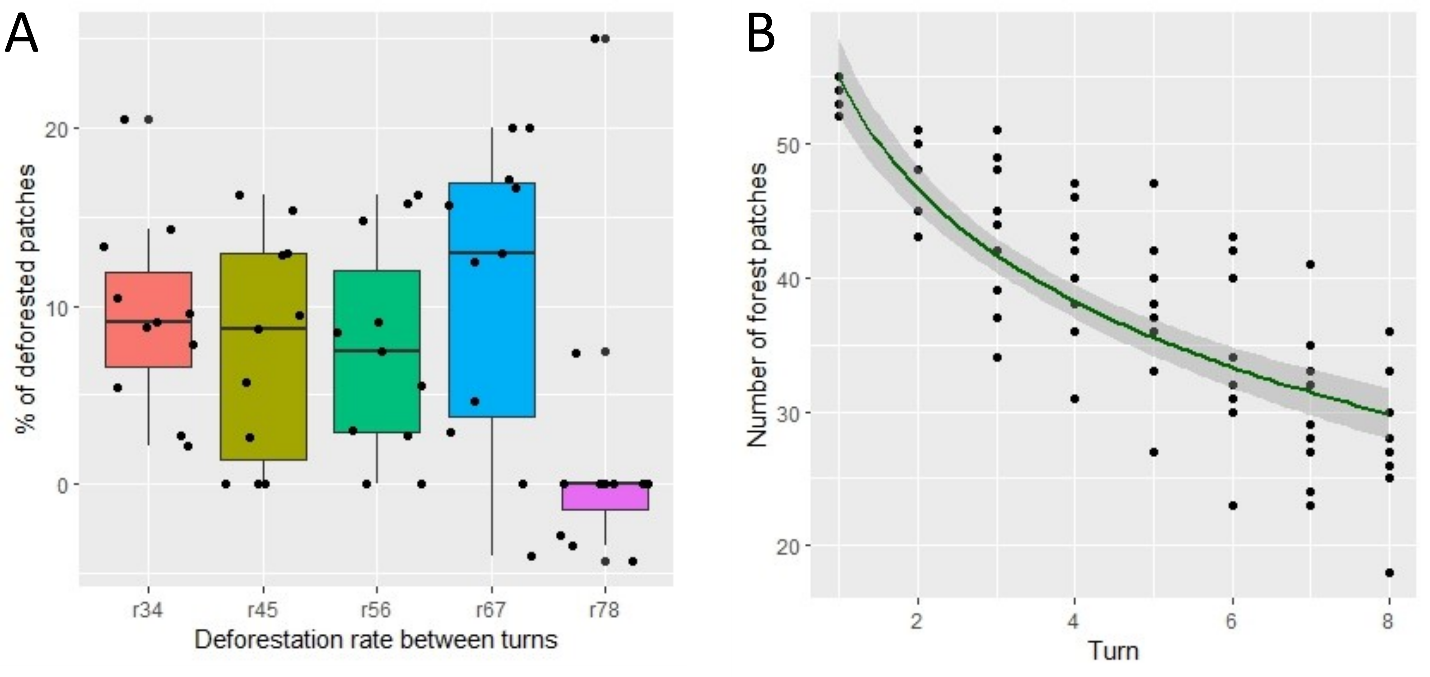 A
% of deforested patches
20
10
0
r34
r45
r56
r67
r78
Deforestation rate between turns
B
Number of forest patches
50
40
30
20
2
4
6
8
Turn